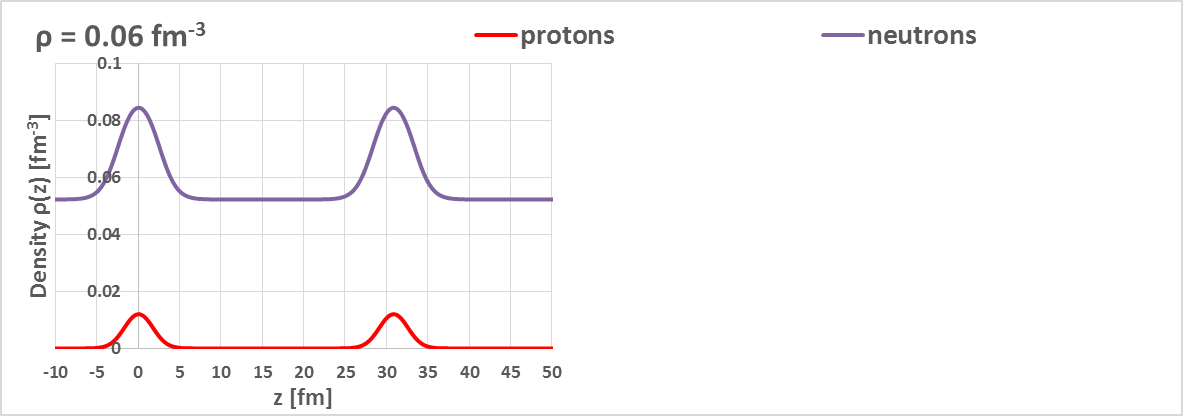 ρ = 0.06 fm⁻³
protons
neutrons
Density ρ(z) [fm⁻³]
0.1
0.08
0.06
0.04
0.02
0
-10 -5 0 5 10 15 20 25 30 35 40 45 50
z [fm]